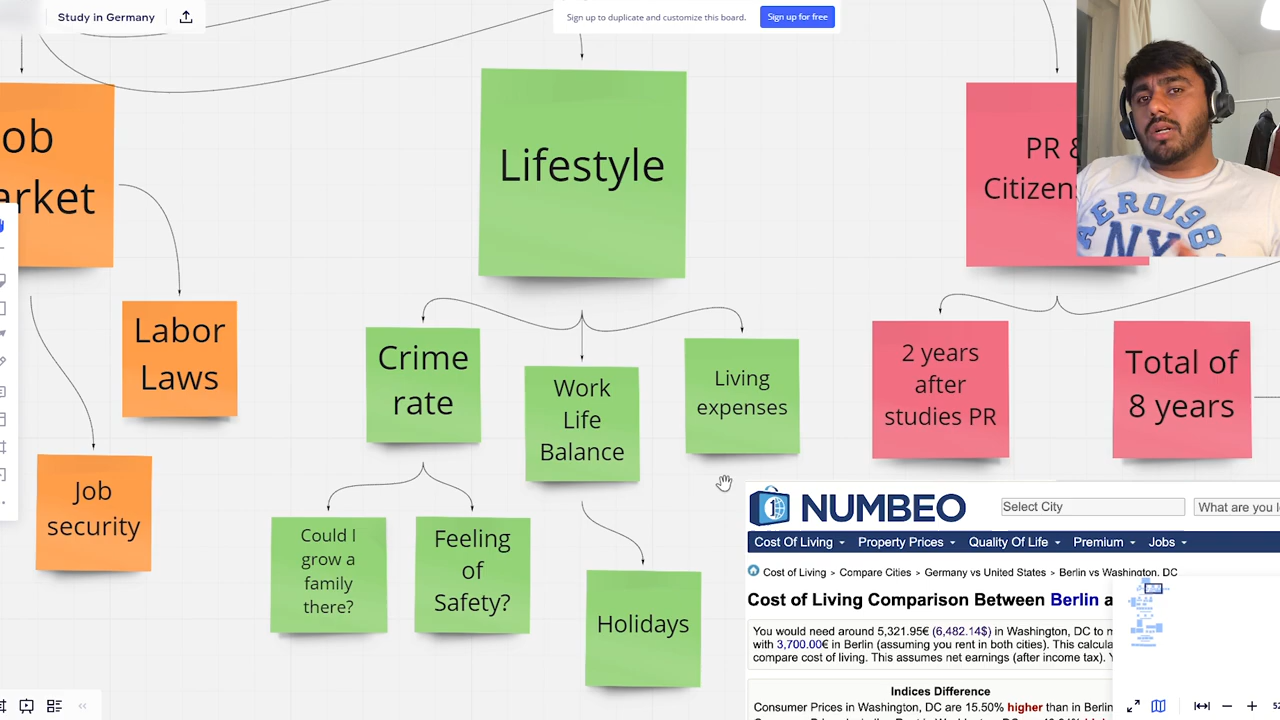 Study in Germany
Sign up to duplicate and customize this board.
Sign up for free
ob
arket
Lifestyle
PR &
Citizens
AERO198
NY
Labor
Laws
Job
security
Crime
rate
Work
Life
Balance
Living
expenses
2 years
after
studies PR
Total of
8 years
Could I
grow a
family
there?
Feeling
of
Safety?
Holidays
NUMBEO
Select City
What are you l
Cost Of Living
Property Prices
Quality Of Life
Premium
Jobs
Cost of Living > Compare Cities > Germany vs United States > Berlin vs Washington, DC
Cost of Living Comparison Between Berlin a
You would need around 5,321.95€ (6,482.14$) in Washington, DC to m
with 3,700.00€ in Berlin (assuming you rent in both cities). This calcula
compare cost of living. This assumes net earnings (after income tax). Y
Indices Difference
Consumer Prices in Washington, DC are 15.50% higher than in Berlin